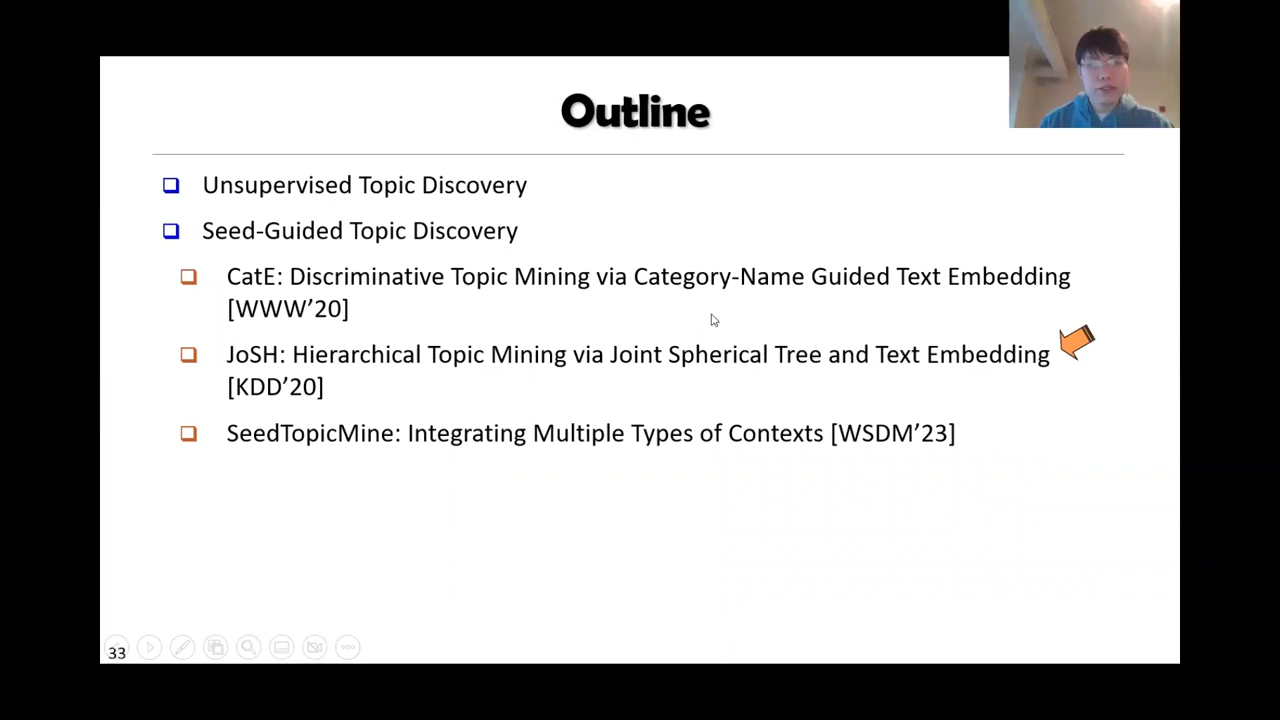 Outline
Unsupervised Topic Discovery
Seed-Guided Topic Discovery
CatE: Discriminative Topic Mining via Category-Name Guided Text Embedding
[WWW’20]
JoSH: Hierarchical Topic Mining via Joint Spherical Tree and Text Embedding
[KDD’20]
SeedTopicMine: Integrating Multiple Types of Contexts [WSDM’23]
33